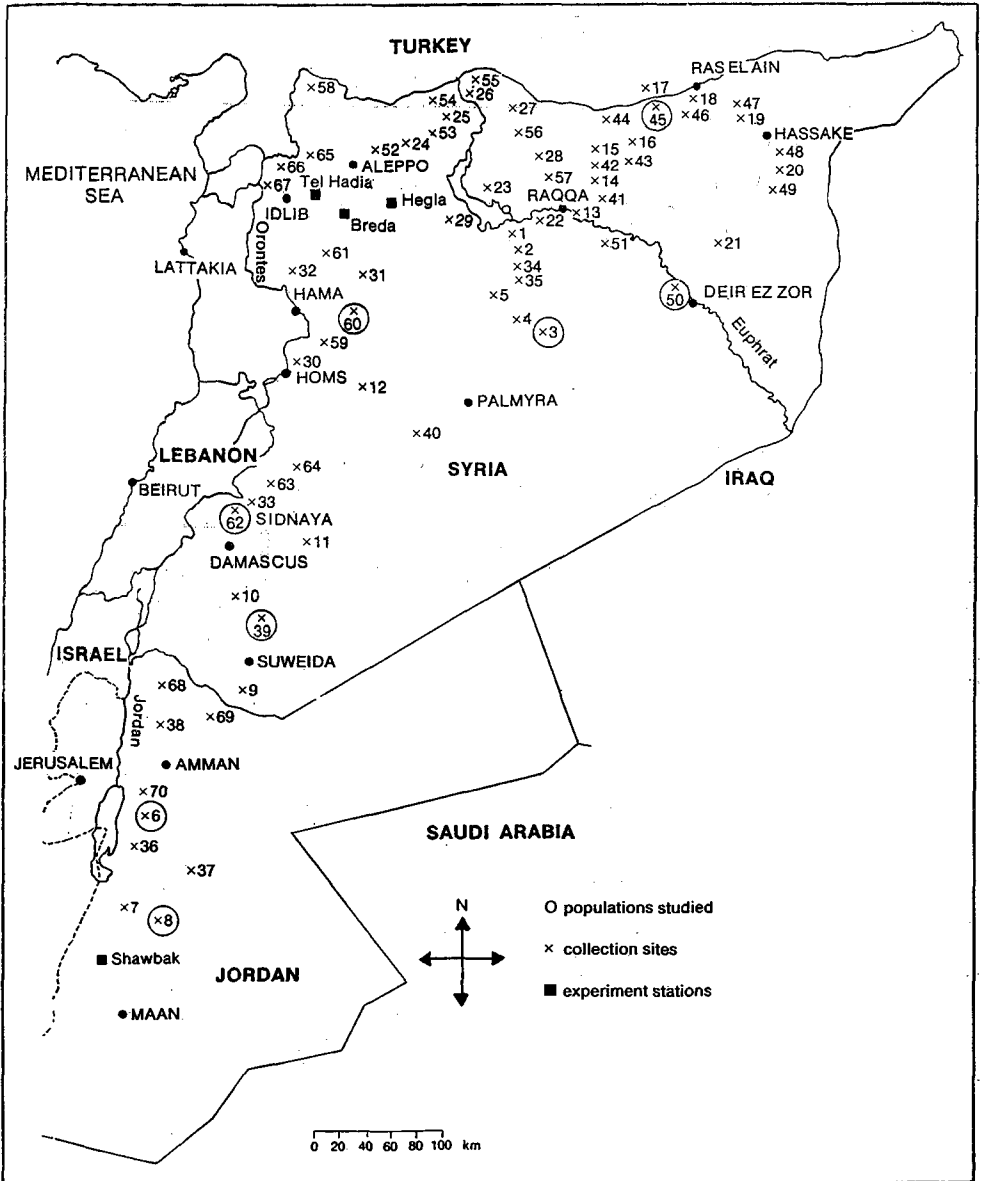 TURKEY
RAS EL AIN
×58
×55
×26
×17
×54
×27
×18
×47
×25
×44
45
×46
×19
×53
×56
HASSAKE
×24
×52
×16
×15
×48
×65
ALEPPO
×28
×43
×66
×42
×20
MEDITERRANEAN
SEA
Tel Hadia
×57
×14
×67
×23
×49
IDLIB
Hegla
RAQQA
×41
Breda
×13
×29
×22
Orontes
×1
×51
×21
×61
×2
LATTAKIA
×34
×32
×31
×35
×5
50
DEIR EZ ZOR
HAMA
60
×4
×3
Euphrat
×59
×30
HOMS
×12
PALMYRA
×40
LEBANON
×64
SYRIA
IRAQ
×63
BEIRUT
×33
62
SIDNAYA
×11
DAMASCUS
×10
39
ISRAEL
SUWEIDA
×68
×9
Jordan
×69
×38
JERUSALEM
AMMAN
×70
×6
SAUDI ARABIA
×36
×37
×7
×8
N
O populations studied
× collection sites
■ experiment stations
Shawbak
JORDAN
MAAN
0 20 40 60 80 100 km